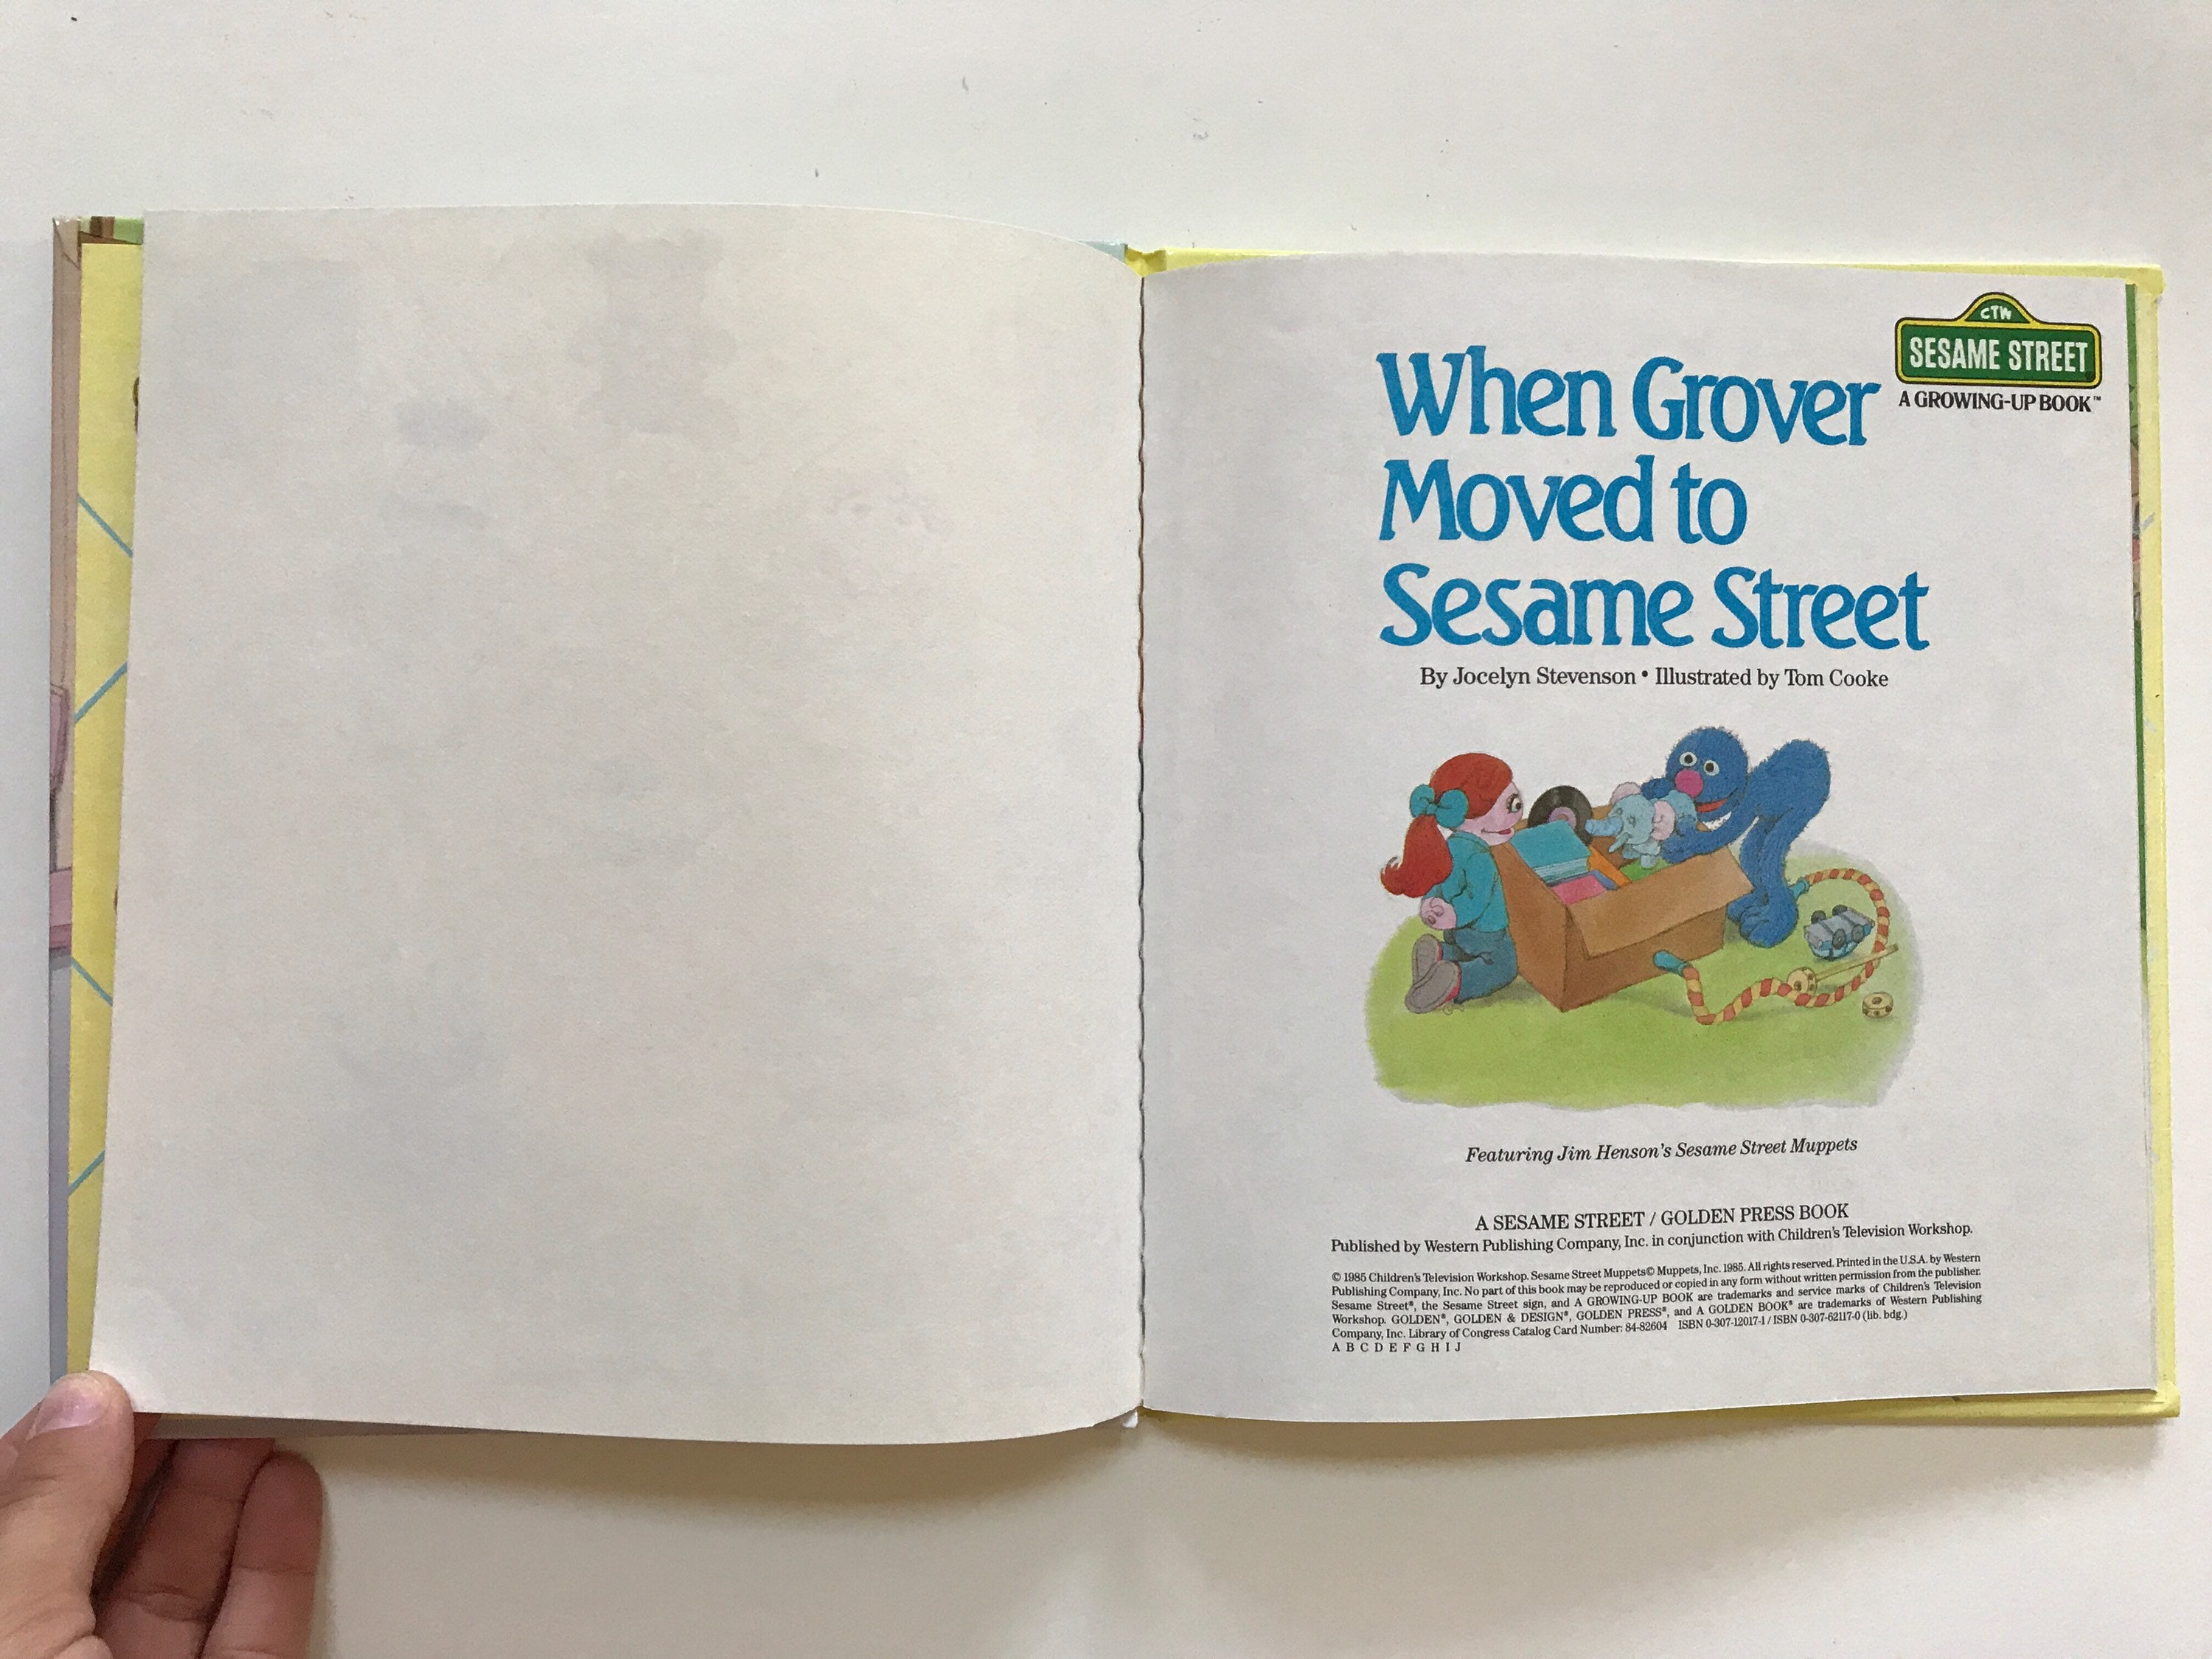 CTW
SESAME STREET
A GROWING-UP BOOK™
When Grover
Moved to
Sesame Street
By Jocelyn Stevenson • Illustrated by Tom Cooke
Featuring Jim Henson's Sesame Street Muppets
A SESAME STREET / GOLDEN PRESS BOOK
Published by Western Publishing Company, Inc. in conjunction with Children's Television Workshop.
© 1985 Children's Television Workshop. Sesame Street Muppets© Muppets, Inc. 1985. All rights reserved. Printed in the U.S.A. by Western
Publishing Company, Inc. No part of this book may be reproduced or copied in any form without written permission from the publisher.
Sesame Street®, the Sesame Street sign, and A GROWING-UP BOOK are trademarks and service marks of Children's Television
Workshop. GOLDEN®, GOLDEN & DESIGN®, GOLDEN PRESS®, and A GOLDEN BOOK® are trademarks of Western Publishing
Company, Inc. Library of Congress Catalog Card Number: 84-82604 ISBN 0-307-12017-1 / ISBN 0-307-62117-0 (lib. bdg.)
A B C D E F G H I J